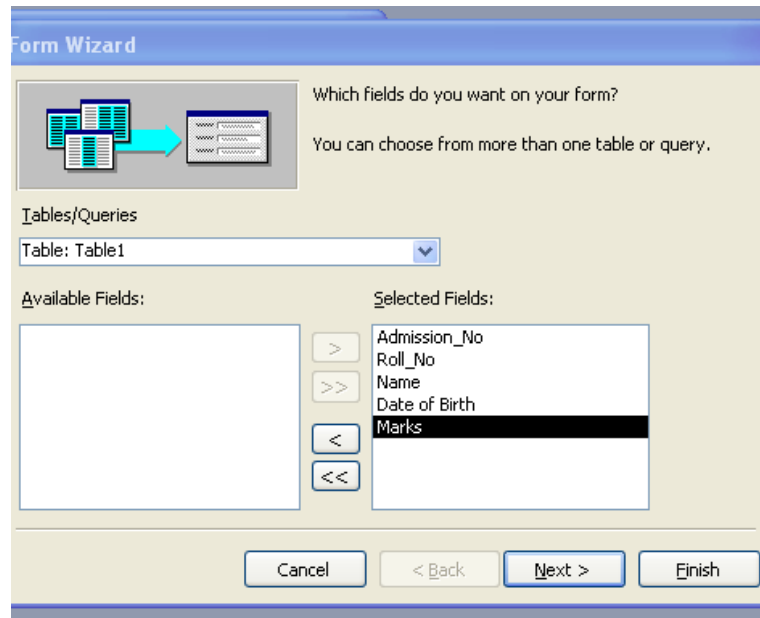 Form Wizard
Which fields do you want on your form?
You can choose from more than one table or query.
Tables/Queries
Table: Table1
Available Fields:
Selected Fields:
Admission_No
Roll_No
Name
Date of Birth
Marks
>
>>
<
<<
Cancel
< Back
Next >
Finish